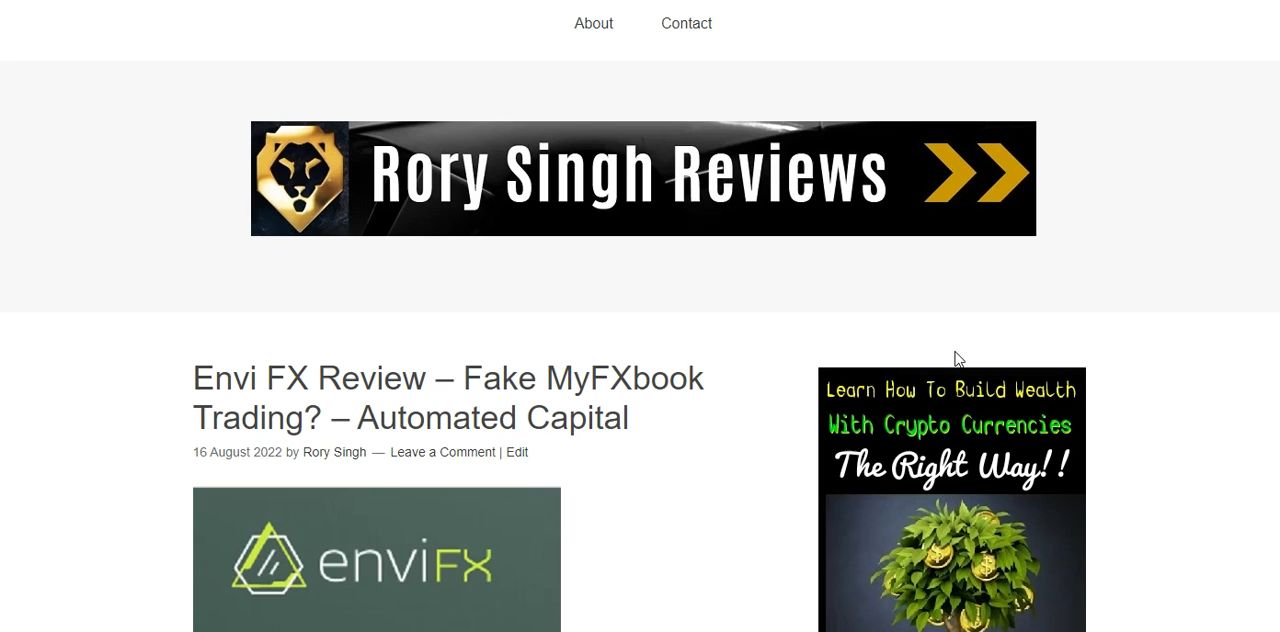 About Contact
Rory Singh Reviews
Envi FX Review – Fake MyFXbook
Trading? – Automated Capital
16 August 2022 by Rory Singh — Leave a Comment | Edit
enviFX
Learn How To Build Wealth
With Crypto Currencies
The Right Way!!